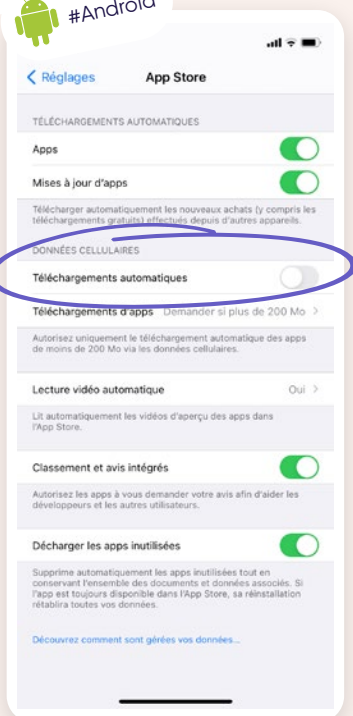 #Android
Réglages
App Store
TÉLÉCHARGEMENTS AUTOMATIQUES
Apps
Mises à jour d'apps
Télécharger automatiquement les nouveaux achats (y compris les
téléchargements gratuits) effectués depuis d'autres appareils.
DONNÉES CELLULAIRES
Téléchargements automatiques
Téléchargements d'apps Demander si plus de 200 Mo
Autorisez uniquement le téléchargement automatique des apps
de moins de 200 Mo via les données cellulaires.
Lecture vidéo automatique Oui
Lit automatiquement les vidéos d'aperçu des apps dans
l'App Store.
Classement et avis intégrés
Autorisez les apps à vous demander votre avis afin d'aider les
développeurs et les autres utilisateurs.
Décharger les apps inutilisées
Supprime automatiquement les apps inutilisées tout en
conservant l'ensemble des documents et données associés. Si
l'app est toujours disponible dans l'App Store, sa réinstallation
rétablira toutes vos données.
Découvrez comment sont gérées vos données...